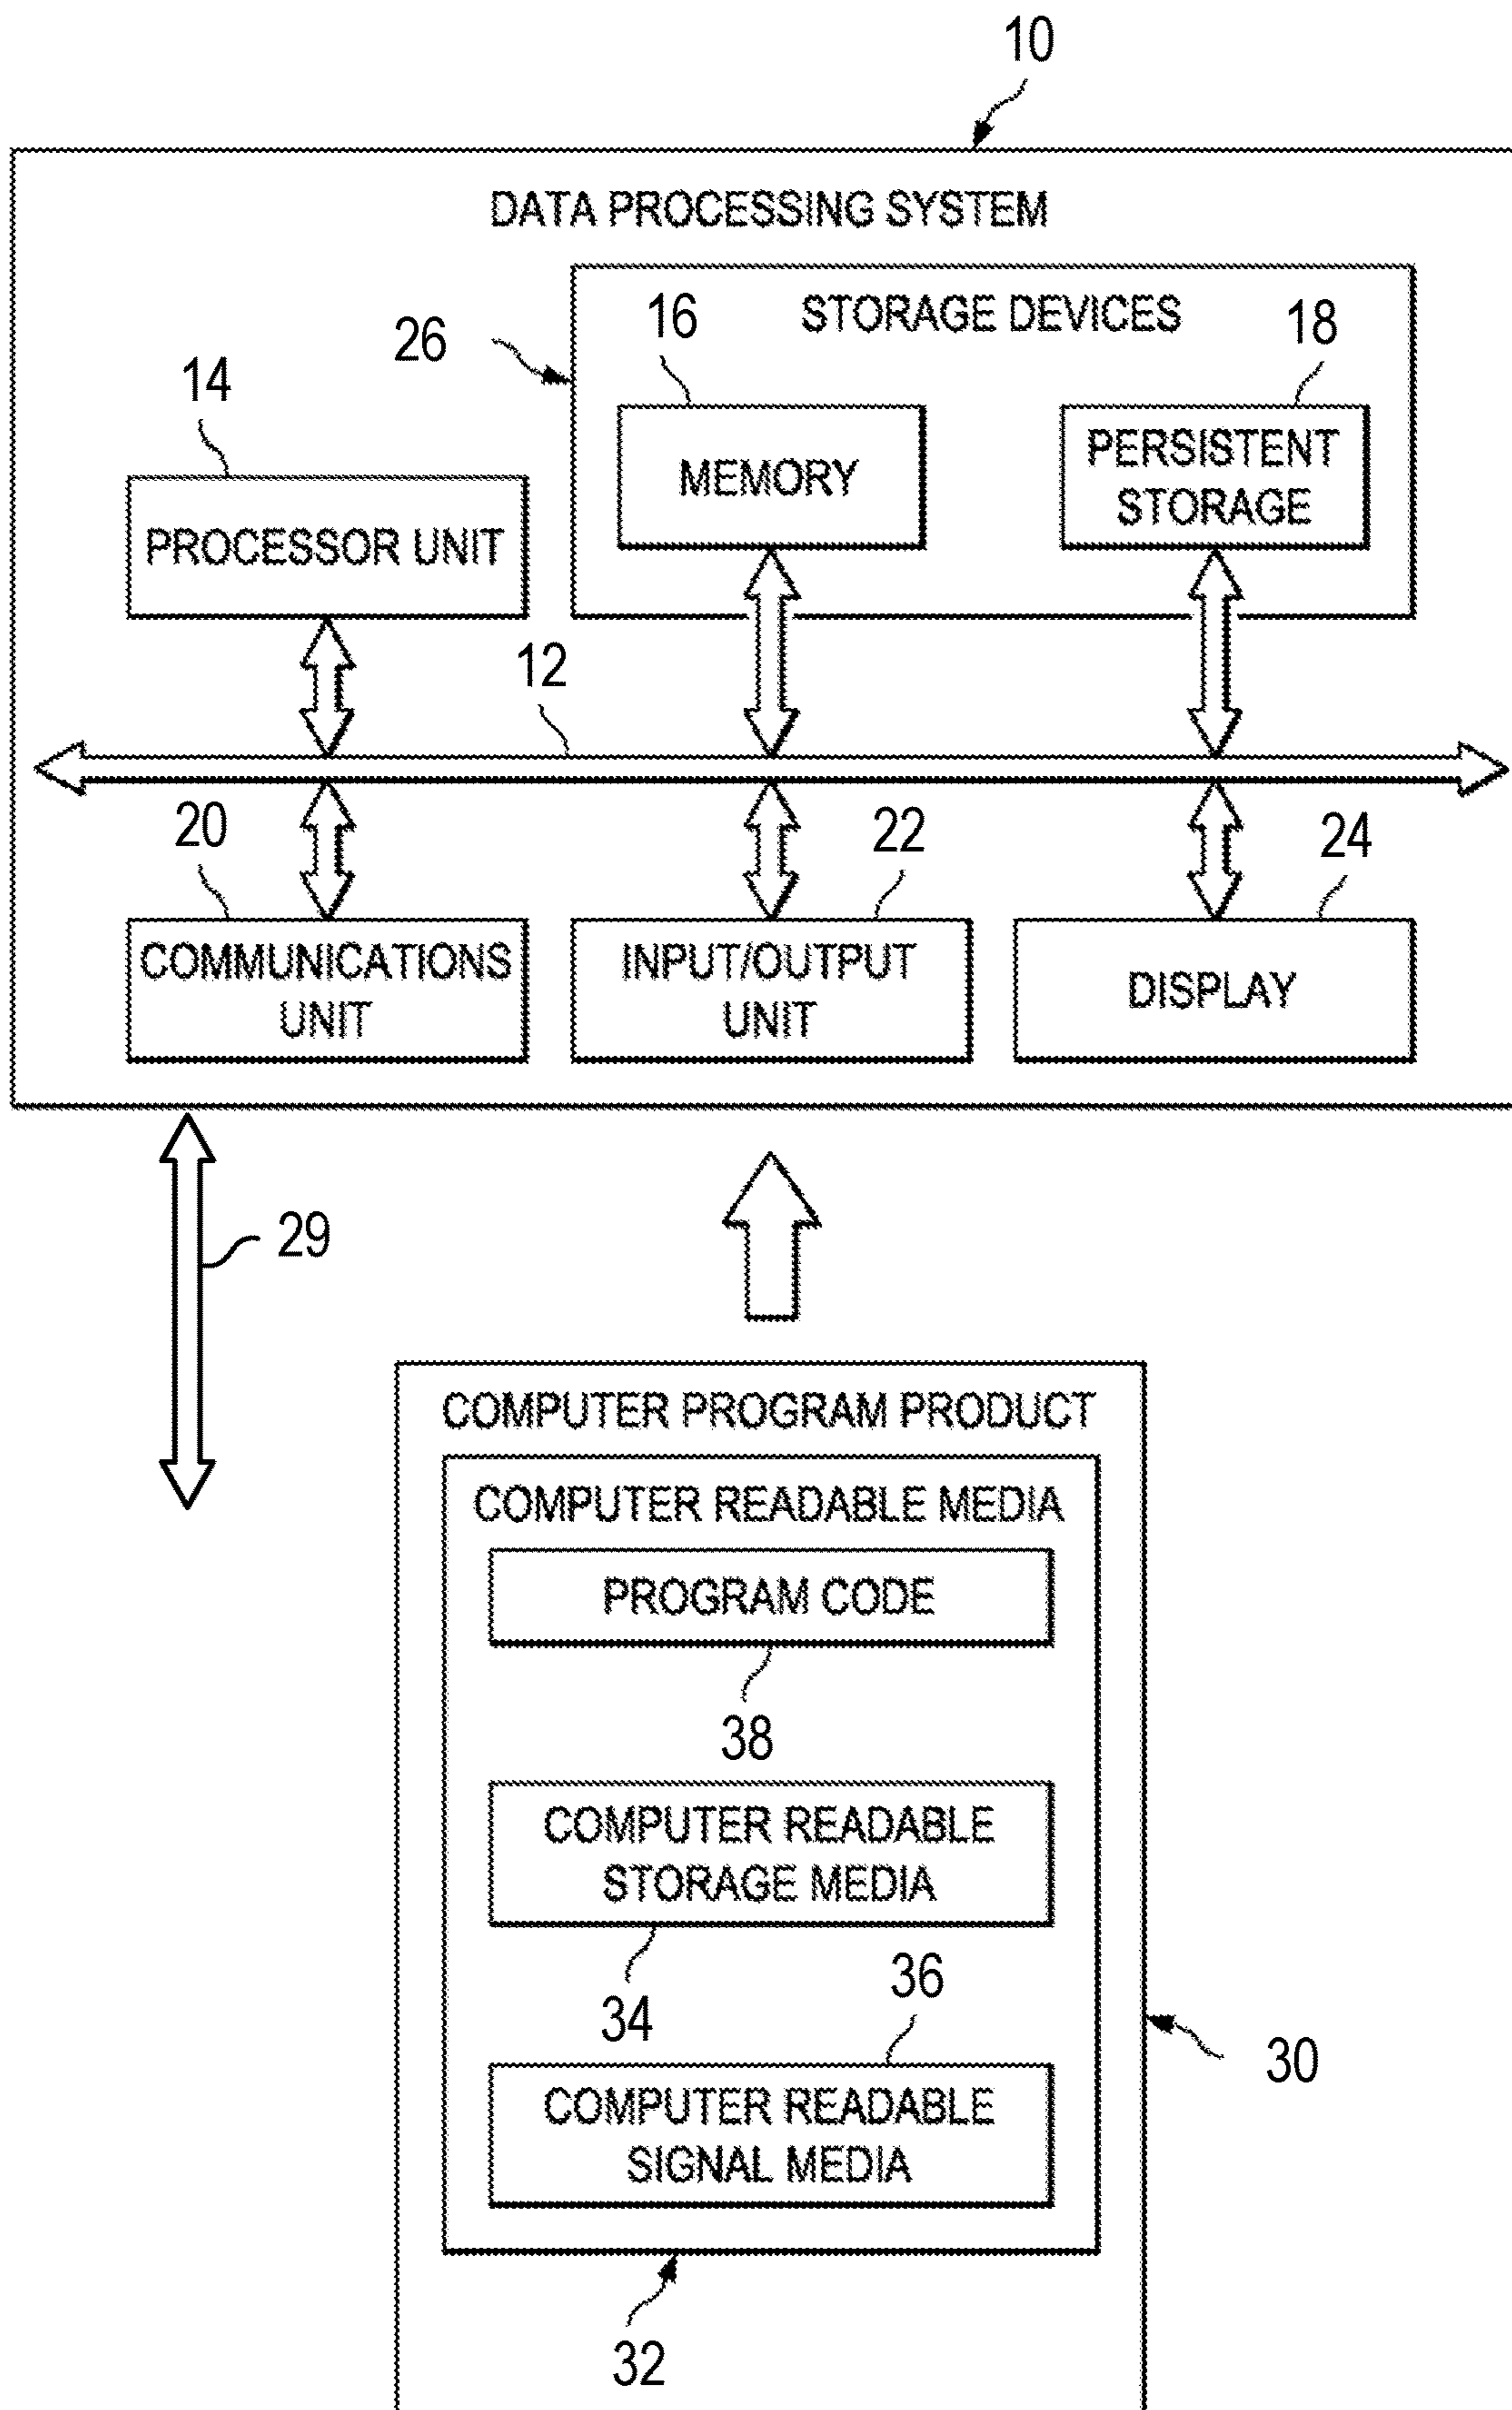 10
DATA PROCESSING SYSTEM
STORAGE DEVICES
16
18
26
14
MEMORY
PERSISTENT
STORAGE
PROCESSOR UNIT
12
20
22
24
COMMUNICATIONS
UNIT
INPUT/OUTPUT
UNIT
DISPLAY
29
COMPUTER PROGRAM PRODUCT
COMPUTER READABLE MEDIA
PROGRAM CODE
38
COMPUTER READABLE
STORAGE MEDIA
34
36
30
COMPUTER READABLE
SIGNAL MEDIA
32